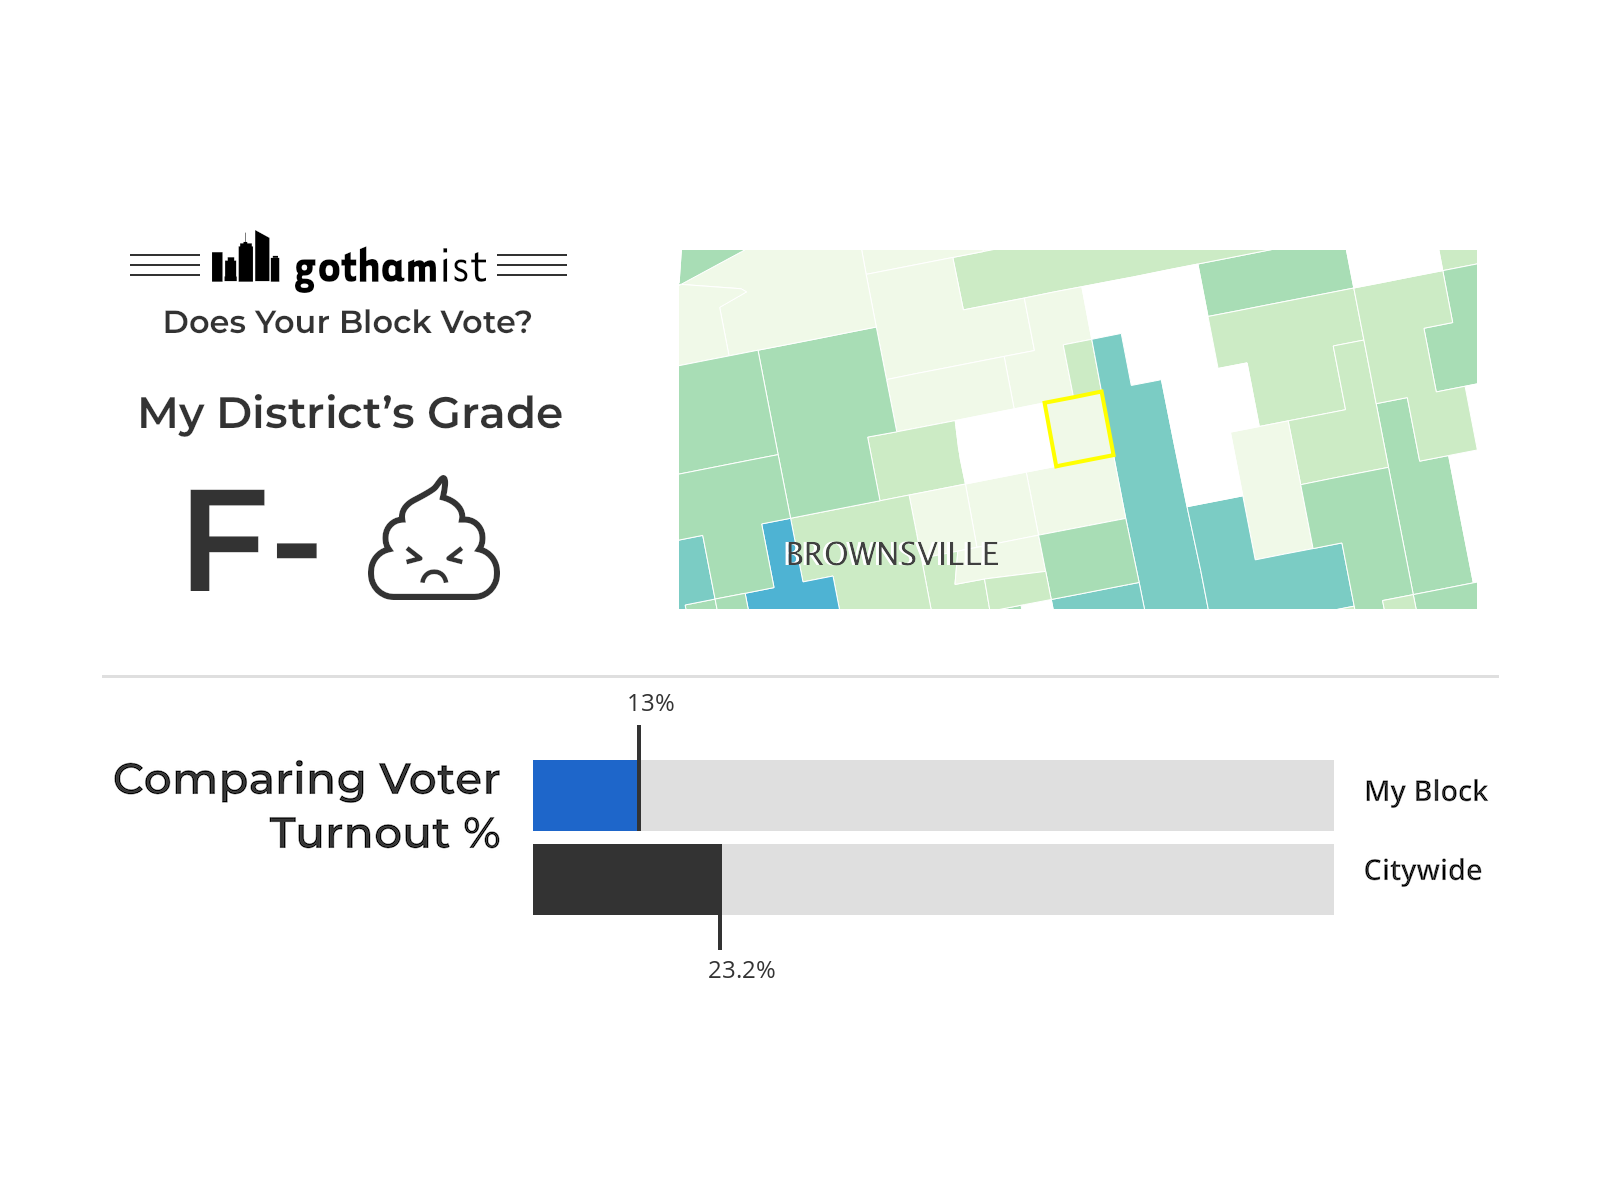 gothamist
Does Your Block Vote?
My District’s Grade
F-
BROWNSVILLE
13%
Comparing Voter
Turnout %
My Block
Citywide
23.2%